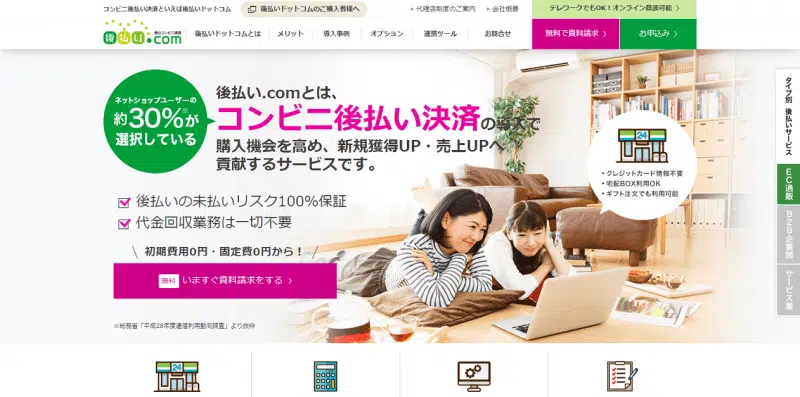 コンビニ後払い決済といえば後払いドットコム
後払いドットコムのご購入者様へ
代理店制度のご案内
会社概要
テレワークでもOK！オンライン商談可能
後払い.com
後払いドットコムとは
メリット
導入事例
オプション
連携ツール
お問合せ
無料で資料請求
お申込み
ネットショップユーザーの
約30%※が
選択している
後払い.comとは、
コンビニ後払い決済の導入で
購入機会を高め、新規獲得UP・売上UPへ
貢献するサービスです。
後払いの未払いリスク100%保証
代金回収業務は一切不要
初期費用0円・固定費0円から！
無料 いますぐ資料請求をする
※総務省「平成28年度通信利用動向調査」より抜粋
24
・クレジットカード情報不要
・宅配BOX利用OK
・ギフト注文でも利用可能
タイプ別 後払いサービス
EC通販
B2B企業間
サービス業
24